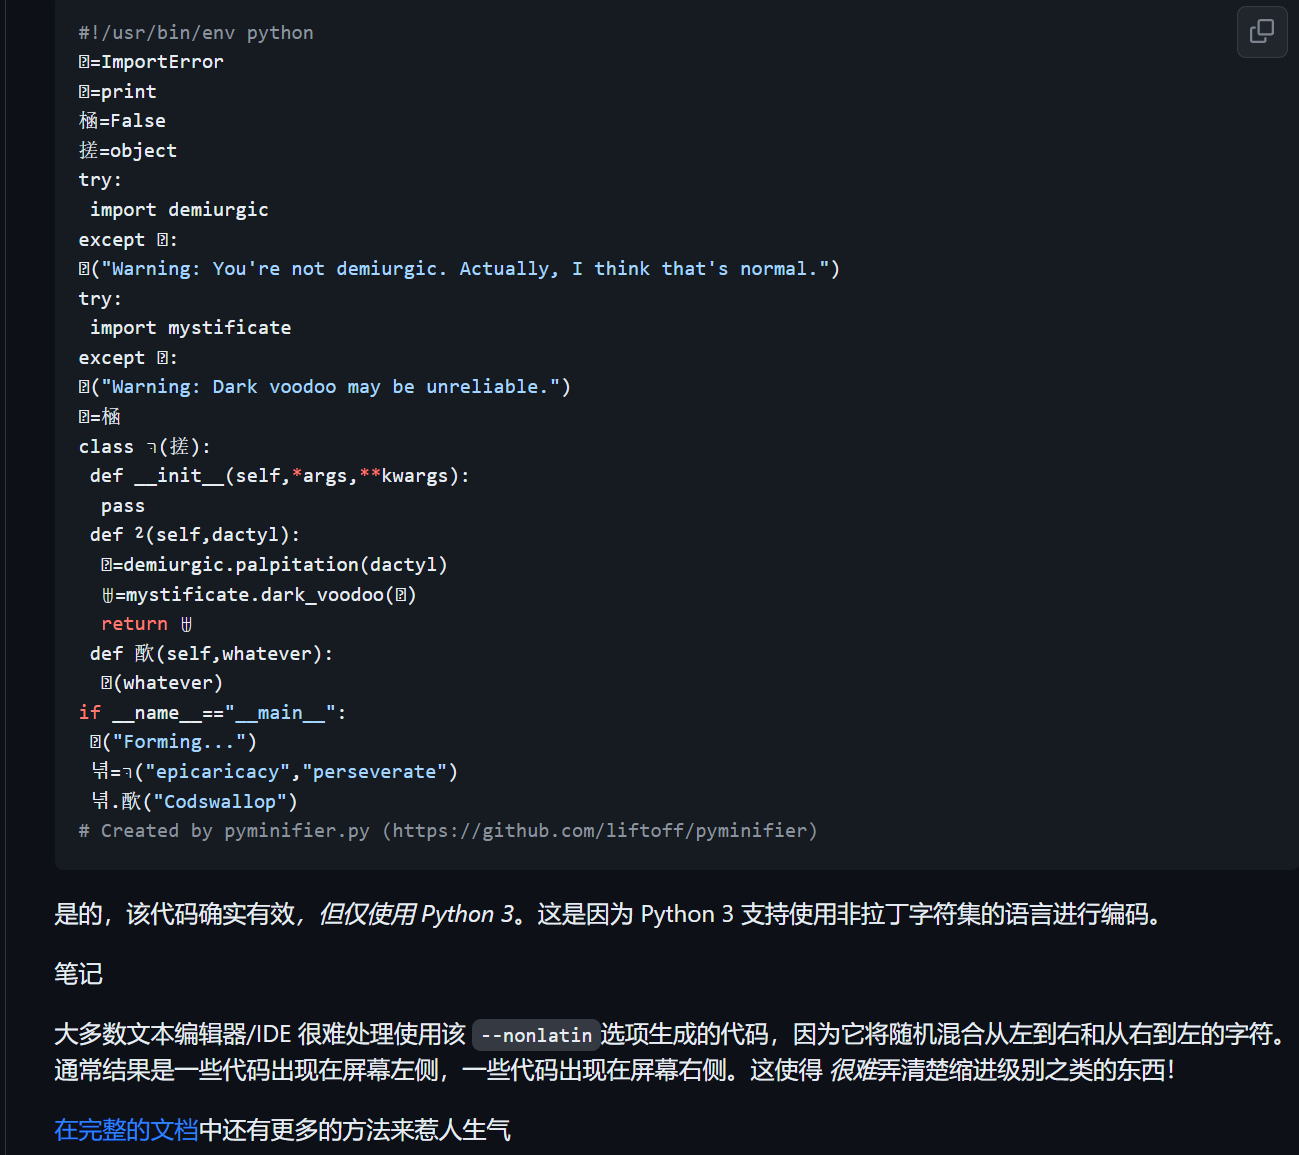 #!/usr/bin/env python
=ImportError
=print
極=False
搓=object
try:
import demiurgic
except :
("Warning: You're not demiurgic. Actually, I think that's normal.")
try:
import mystificate
except :
("Warning: Dark voodoo may be unreliable.")
=
class (搓):
def __init__(self,*args,**kwargs):
pass
def (self,dactyl):
=demiurgic.palpitation(dactyl)
=mystificate.dark_voodoo()
return
def (self,whatever):
(whatever)
if __name__=="__main__":
("Forming...")
=("epicaricacy","perseverate")
.("Codswallop")
# Created by pyminifier.py (https://github.com/liftoff/pyminifier)
是的，该代码确实有效，但仅使用 Python 3。这是因为 Python 3 支持使用非拉丁字符集的语言进行编码。
笔记
大多数文本编辑器/IDE 很难处理使用该 --nonlatin 选项生成的代码，因为它将随机混合从左到右和从右到左的字符。
通常结果是一些代码出现在屏幕左侧，一些代码出现在屏幕右侧。这使得 很难弄清楚缩进级别之类的东西！
在完整的文档中还有更多的方法来惹人生气